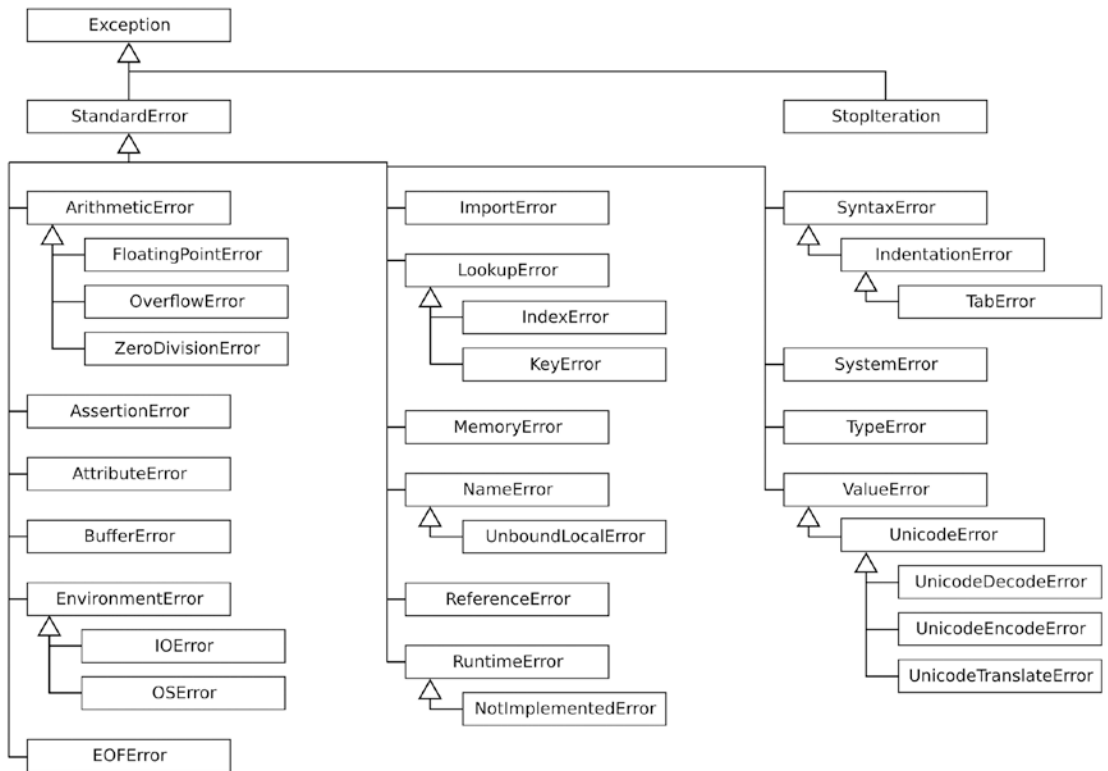 Exception
StandardError
StopIteration
ArithmeticError
FloatingPointError
OverflowError
ZeroDivisionError
AssertionError
AttributeError
BufferError
EnvironmentError
IOError
OSError
EOFError
ImportError
LookupError
IndexError
KeyError
MemoryError
NameError
UnboundLocalError
ReferenceError
RuntimeError
NotImplementedError
SyntaxError
IndentationError
TabError
SystemError
TypeError
ValueError
UnicodeError
UnicodeDecodeError
UnicodeEncodeError
UnicodeTranslateError